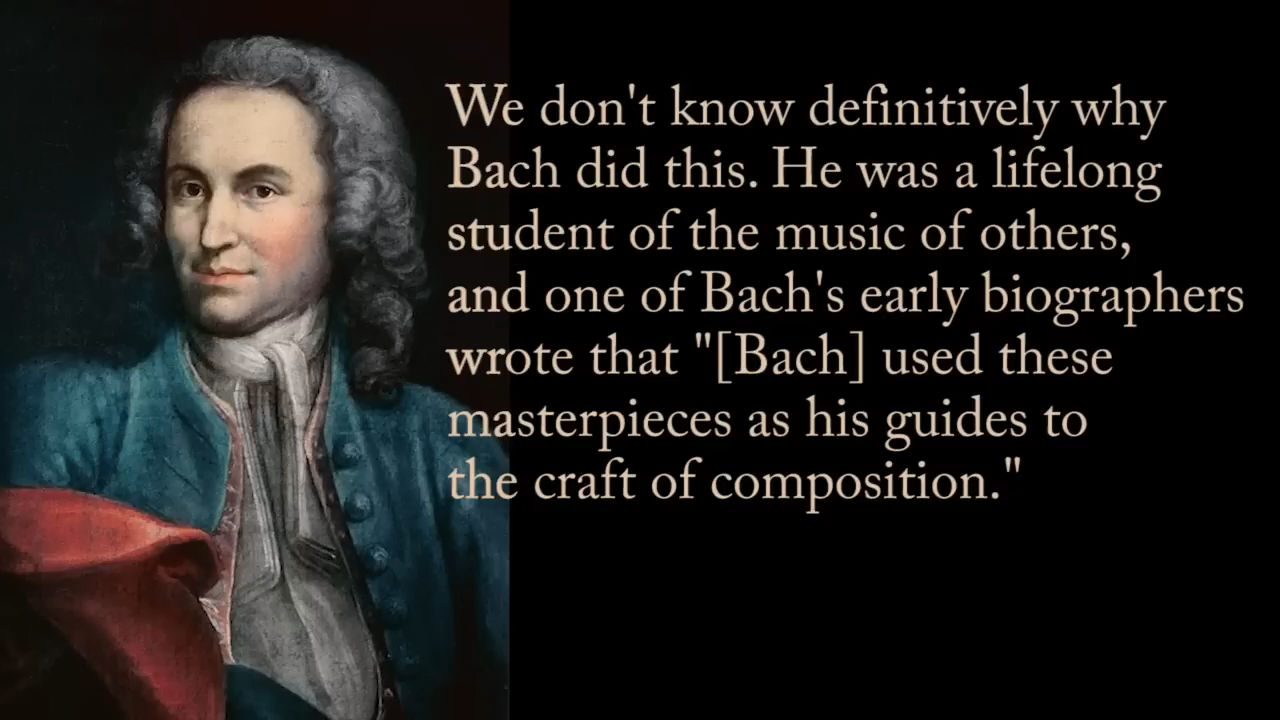 We don't know definitively why
Bach did this. He was a lifelong
student of the music of others,
and one of Bach's early biographers
wrote that "[Bach] used these
masterpieces as his guides to
the craft of composition."